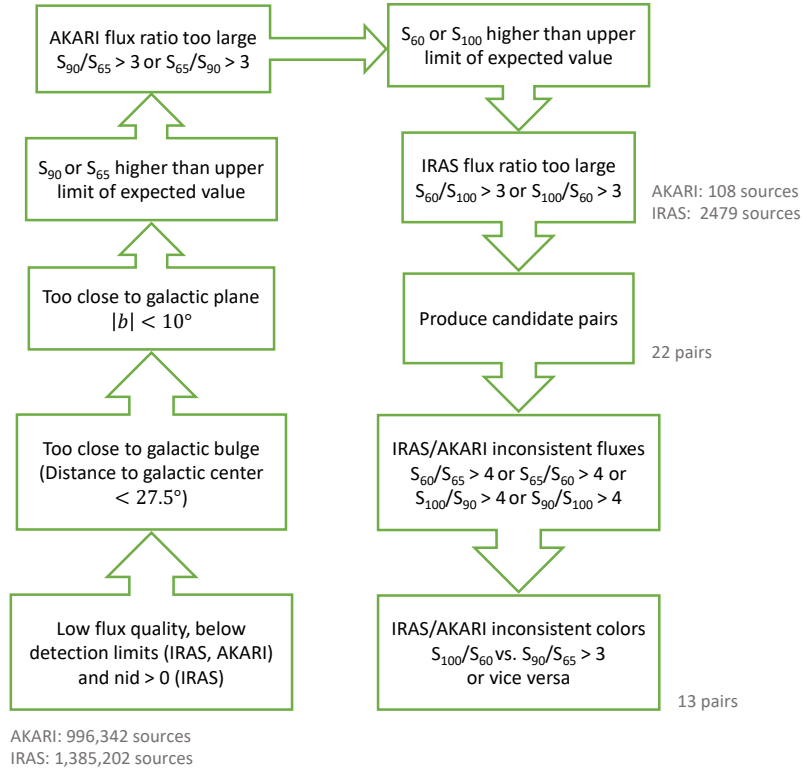 Low flux quality, below
detection limits (IRAS, AKARI)
and nid > 0 (IRAS)
AKARI: 996,342 sources
IRAS: 1,385,202 sources
Too close to galactic bulge
(Distance to galactic center
< 27.5°)
Too close to galactic plane
|b| < 10°
S₉₀ or S₆₅ higher than upper
limit of expected value
AKARI flux ratio too large
S₉₀/S₆₅ > 3 or S₆₅/S₉₀ > 3
S₆₀ or S₁₀₀ higher than upper
limit of expected value
IRAS flux ratio too large
S₆₀/S₁₀₀ > 3 or S₁₀₀/S₆₀ > 3
AKARI: 108 sources
IRAS: 2479 sources
Produce candidate pairs
22 pairs
IRAS/AKARI inconsistent fluxes
S₆₀/S₆₅ > 4 or S₆₅/S₆₀ > 4 or
S₁₀₀/S₉₀ > 4 or S₉₀/S₁₀₀ > 4
IRAS/AKARI inconsistent colors
S₁₀₀/S₆₀ vs. S₉₀/S₆₅ > 3
or vice versa
13 pairs